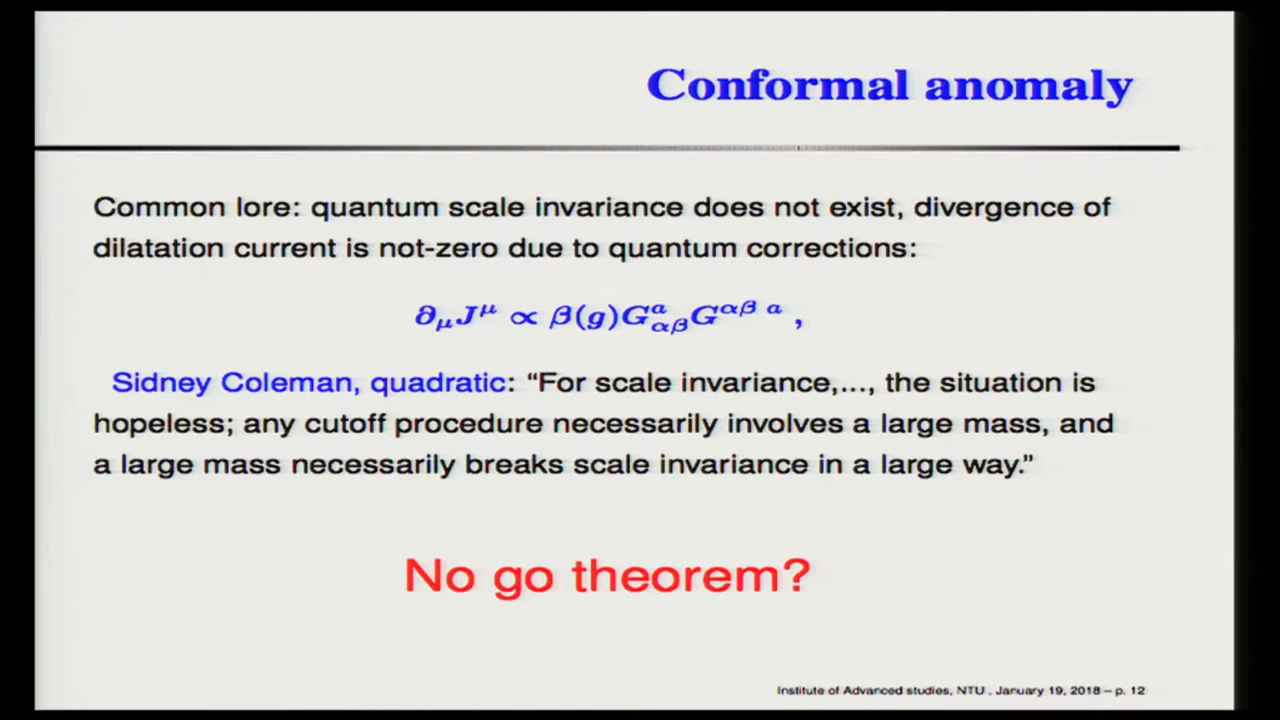 Conformal anomaly
Common lore: quantum scale invariance does not exist, divergence of
dilatation current is not-zero due to quantum corrections:
∂_μ J^μ ∝ β(g) G^a_{αβ} G^{αβ a} ,
Sidney Coleman, quadratic: “For scale invariance,..., the situation is
hopeless; any cutoff procedure necessarily involves a large mass, and
a large mass necessarily breaks scale invariance in a large way.”
No go theorem?
Institute of Advanced studies, NTU , January 19, 2018 – p. 12